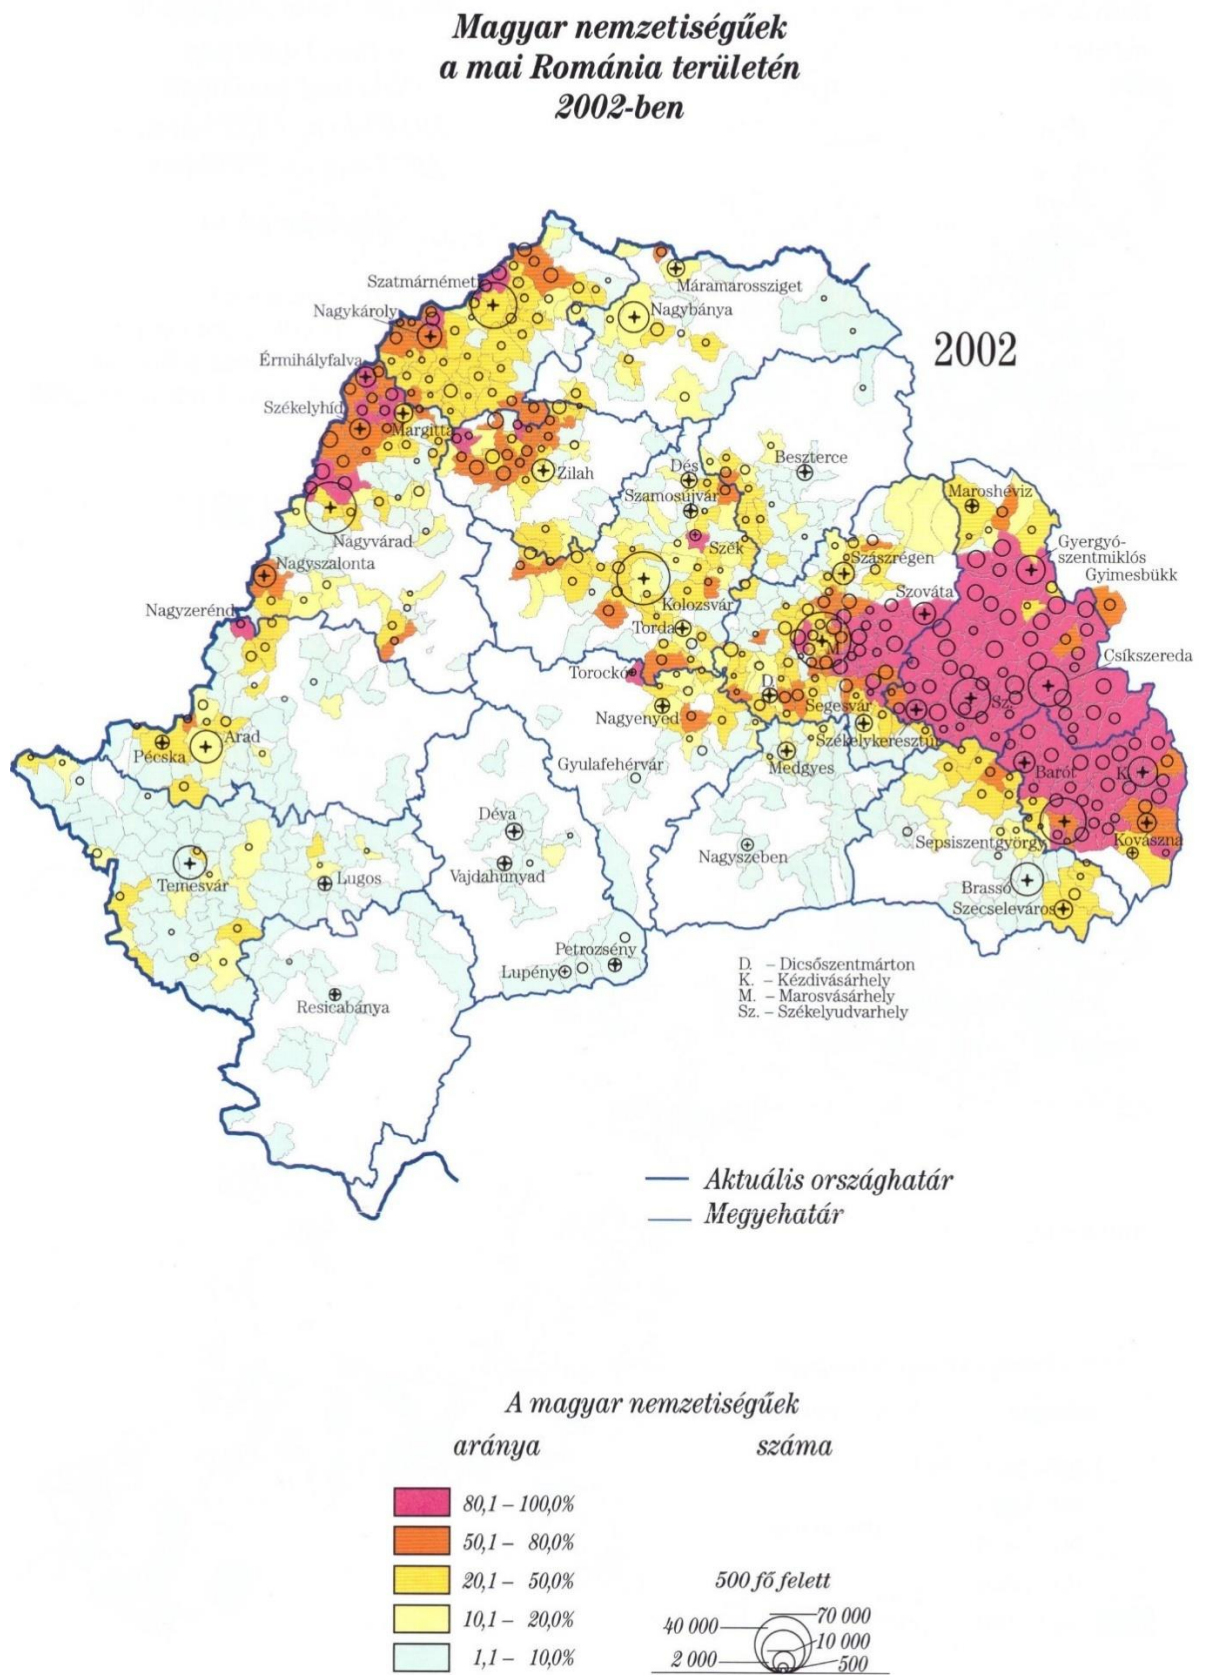 Magyar nemzetiségűek
a mai Románia területén
2002-ben
2002
Szatmárnémeti
Máramarossziget
Nagykároly
Nagybánya
Érmihályfalva
Székelyhíd
Margitta
Zilah
Dés
Beszterce
Szamosújvár
Maroshévíz
Nagyvárad
Szék
Gyergyó-
szentmiklós
Szászrégen
Nagyszalonta
Gyimesbükk
Szováta
Kolozsvár
Nagyzerénd
Torda
M.
Csíkszereda
Torockó
D.
Sz.
Segesvár
Nagyenyed
Arad
Székelykeresztúr
Pécska
Medgyes
Gyulafehérvár
Barót
K.
Déva
Sepsiszentgyörgy
Kovászna
Nagyszeben
Vajdahunyad
Temesvár
Lugos
Brassó
Szecseleváros
Petrozsény
Lupény
Resicabánya
D. – Dicsőszentmárton
K. – Kézdivásárhely
M. – Marosvásárhely
Sz. – Székelyudvarhely
Aktuális országhatár
Megyehatár
A magyar nemzetiségűek
aránya száma
80,1 – 100,0%
50,1 – 80,0%
20,1 – 50,0%
10,1 – 20,0%
1,1 – 10,0%
500 fő felett
70 000
40 000
10 000
2 000
500